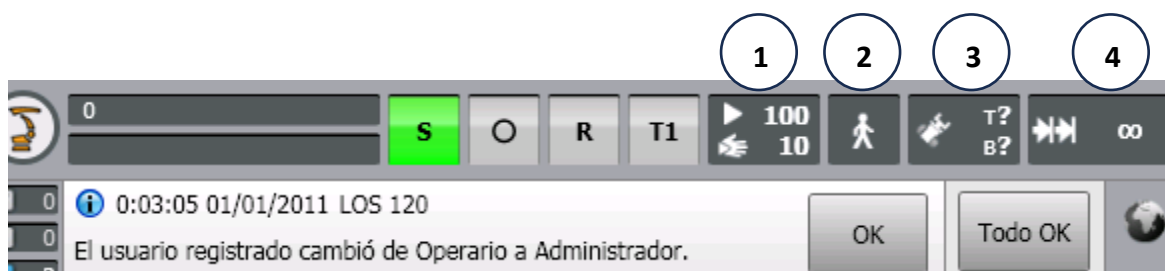 1 2 3 4
0
S O R T1 100 T? ∞
10 B?
0 0:03:05 01/01/2011 LOS 120
OK Todo OK
0 El usuario registrado cambió de Operario a Administrador.